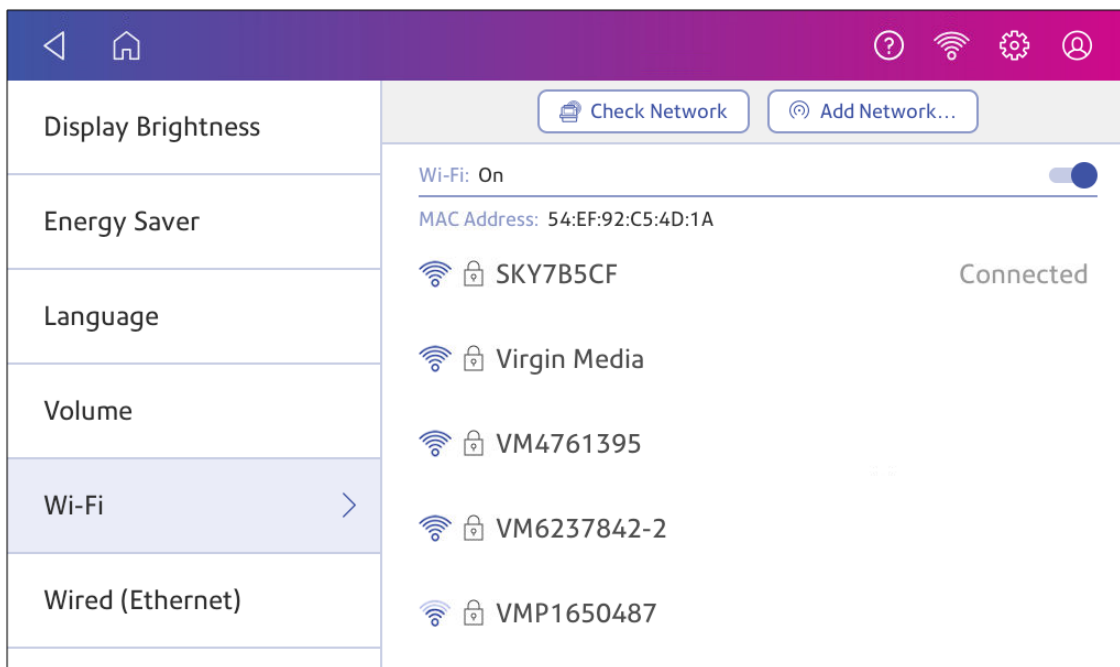 Display Brightness
Energy Saver
Language
Volume
Wi-Fi
Wired (Ethernet)
Check Network
Add Network...
Wi-Fi: On
MAC Address: 54:EF:92:C5:4D:1A
SKY7B5CF Connected
Virgin Media
VM4761395
VM6237842-2
VMP1650487